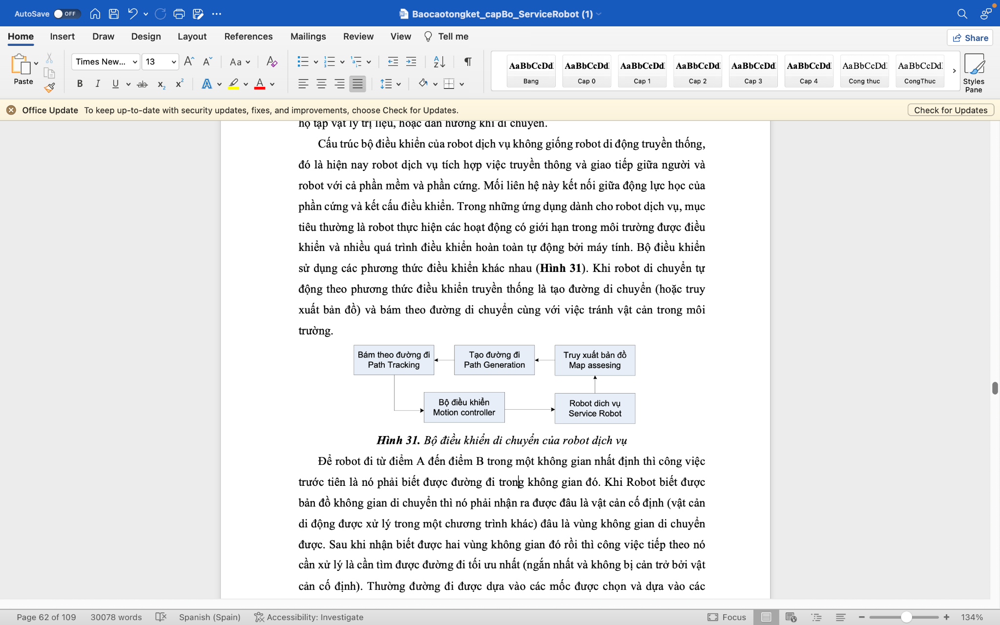 AutoSave OFF
Baocaotongket_capBo_ServiceRobot (1)
Home Insert Draw Design Layout References Mailings Review View Tell me Share
Paste
Times New... 13
Aa
AaBbCcDd AaBbCcDd AaBbCcDd AaBbCcDd AaBbCcDd AaBbCcDd AaBbCcDd AaBbCcDd
Bang Cap 0 Cap 1 Cap 2 Cap 3 Cap 4 Cong thuc CongThuc
Styles
Pane
Office Update To keep up-to-date with security updates, fixes, and improvements, choose Check for Updates. Check for Updates
họ tập vật lý trị liệu, hoặc dẫn hướng khi di chuyển.
Cấu trúc bộ điều khiển của robot dịch vụ không giống robot di động truyền thống,
đó là hiện nay robot dịch vụ tích hợp việc truyền thông và giao tiếp giữa người và
robot với cả phần mềm và phần cứng. Mối liên hệ này kết nối giữa động lực học của
phần cứng và kết cấu điều khiển. Trong những ứng dụng dành cho robot dịch vụ, mục
tiêu thường là robot thực hiện các hoạt động có giới hạn trong môi trường được điều
khiển và nhiều quá trình điều khiển hoàn toàn tự động bởi máy tính. Bộ điều khiển
sử dụng các phương thức điều khiển khác nhau (Hình 31). Khi robot di chuyển tự
động theo phương thức điều khiển truyền thống là tạo đường di chuyển (hoặc truy
xuất bản đồ) và bám theo đường di chuyển cùng với việc tránh vật cản trong môi
trường.
Bám theo đường đi
Path Tracking
Tạo đường đi
Path Generation
Truy xuất bản đồ
Map assesing
Bộ điều khiển
Motion controller
Robot dich vụ
Service Robot
Hình 31. Bộ điều khiển di chuyển của robot dịch vụ
Để robot đi từ điểm A đến điểm B trong một không gian nhất định thì công việc
trước tiên là nó phải biết được đường đi trong không gian đó. Khi Robot biết được
bản đồ không gian di chuyển thì nó phải nhận ra được đâu là vật cản cố định (vật cản
di động được xử lý trong một chương trình khác) đâu là vùng không gian di chuyển
được. Sau khi nhận biết được hai vùng không gian đó rồi thì công việc tiếp theo nó
cần xử lý là cần tìm được đường đi tối ưu nhất (ngắn nhất và không bị cản trở bởi vật
cản cố định). Thường đường đi được dựa vào các mốc được chọn và dựa vào các
Page 62 of 109 30078 words Spanish (Spain) Accessibility: Investigate Focus 134%